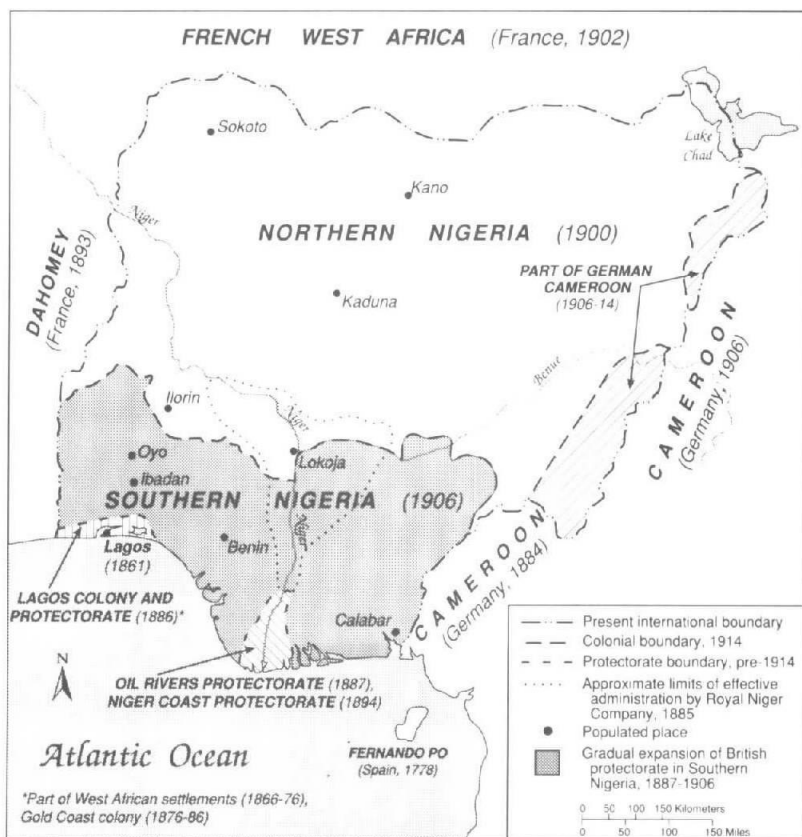 FRENCH WEST AFRICA (France, 1902)
Sokoto
Lake
Chad
Kano
Niger
NORTHERN NIGERIA (1900)
DAHOMEY
(France, 1893)
PART OF GERMAN
CAMEROON
(1906-14)
Kaduna
CAMEROON
(Germany, 1906)
Benue
Ilorin
Niger
Oyo
Lokoja
Ibadan
SOUTHERN NIGERIA (1906)
Niger
Benin
Lagos
(1861)
CAMEROON
(Germany, 1884)
LAGOS COLONY AND
PROTECTORATE (1886)*
Calabar
N
OIL RIVERS PROTECTORATE (1887),
NIGER COAST PROTECTORATE (1894)
Atlantic Ocean
FERNANDO PO
(Spain, 1778)
*Part of West African settlements (1866-76),
Gold Coast colony (1876-86)
Present international boundary
Colonial boundary, 1914
Protectorate boundary, pre-1914
Approximate limits of effective
administration by Royal Niger
Company, 1885
Populated place
Gradual expansion of British
protectorate in Southern
Nigeria, 1887-1906
0 50 100 150 Kilometers
0 50 100 150 Miles